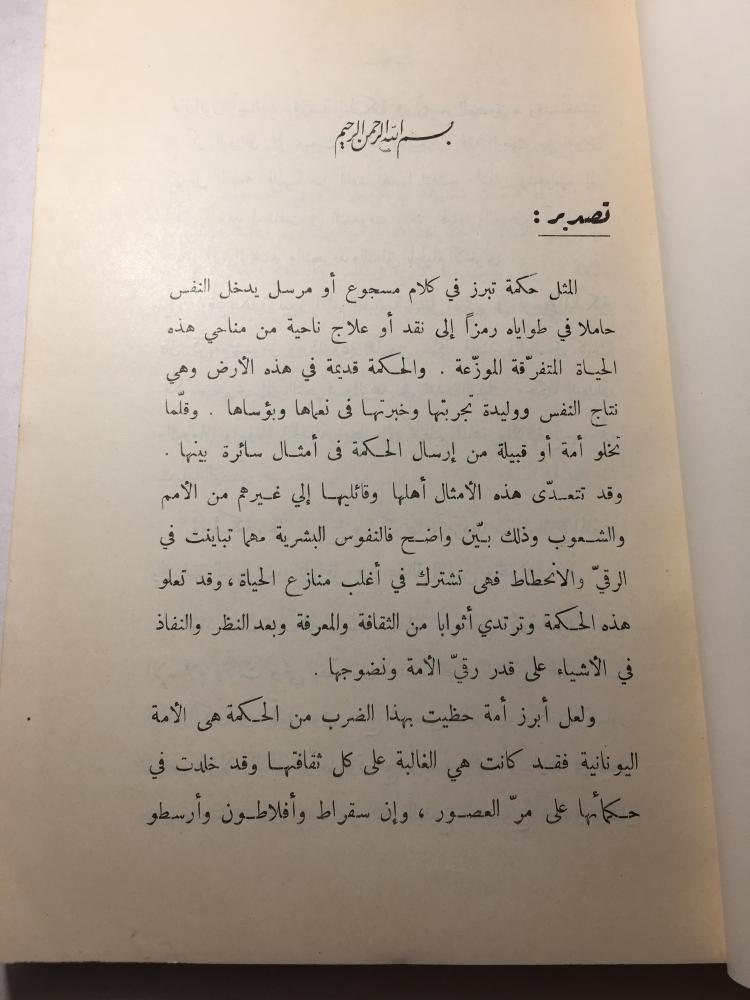 بسم الله الرحمن الرحيم
تصدير :
المثل حكمة تبرز في كلام مسجوع أو مرسل يدخل النفس
حاملا في طواياه رمزاً إلى نقد أو علاج ناحية من مناحي هذه
الحياة المتفرّقة الموزّعة . والحكمة قديمة في هذه الأرض وهي
نتاج النفس ووليدة تجربتها وخبرتها فى نعماها وبؤساها . وقلّما
تخلو أمة أو قبيلة من إرسال الحكمة فى أمثال سائرة بينها .
وقد تتعدّى هذه الأمثال أهلها وقائليها إلي غيرهم من الأمم
والشعوب وذلك بيّن واضح فالنفوس البشرية مهما تباينت في
الرقيّ والانحطاط فهى تشترك في أغلب منازع الحياة ، وقد تعلو
هذه الحكمة وترتدي أثوابا من الثقافة والمعرفة وبعد النظر والنفاذ
في الأشياء على قدر رقيّ الأمة ونضوجها .
ولعل أبرز أمة حظيت بهذا الضرب من الحكمة هى الأمة
اليونانية فقد كانت هي الغالبة على كل ثقافتها وقد خلدت في
حكمائها على مرّ العصور ، وإن سقراط وأفلاطون وأرسطو